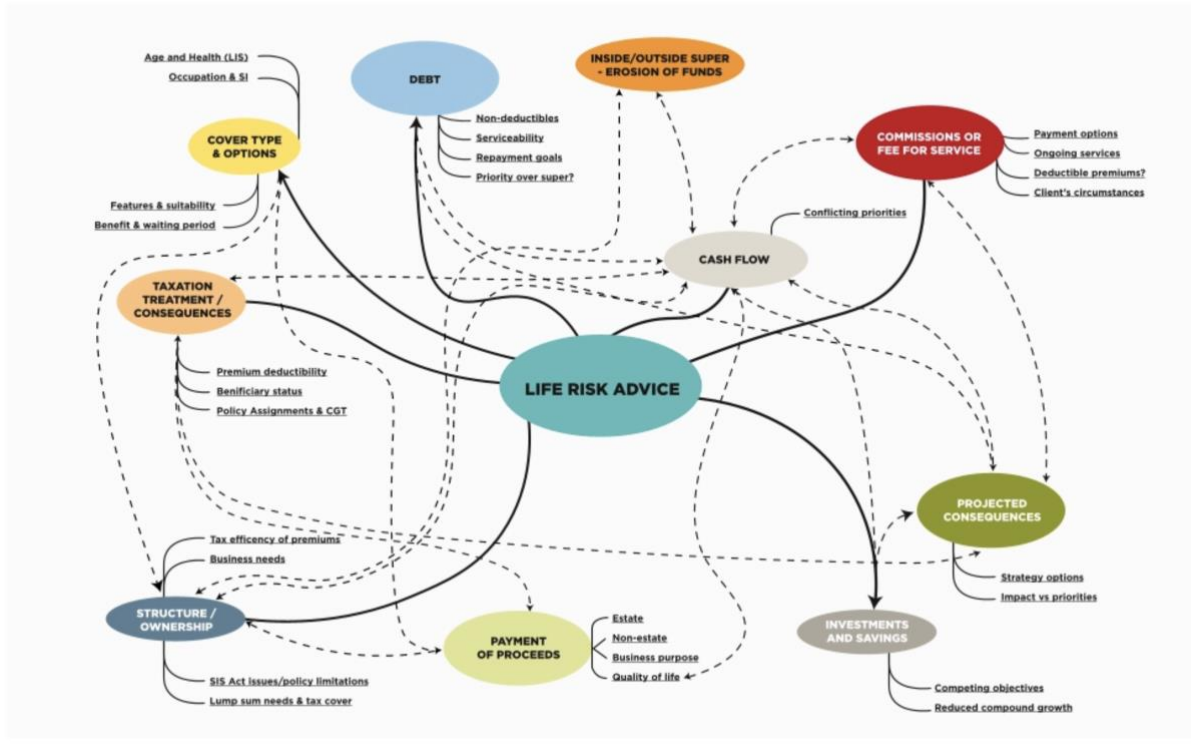 Age and Health (LIS)
Occupation & SI
COVER TYPE
& OPTIONS
Features & suitability
Benefit & waiting period
DEBT
Non-deductibles
Serviceability
Repayment goals
Priority over super?
INSIDE/OUTSIDE SUPER
- EROSION OF FUNDS
COMMISSIONS OR
FEE FOR SERVICE
Payment options
Ongoing services
Deductible premiums?
Client's circumstances
Conflicting priorities
CASH FLOW
TAXATION
TREATMENT /
CONSEQUENCES
Premium deductibility
Benificiary status
Policy Assignments & CGT
LIFE RISK ADVICE
PROJECTED
CONSEQUENCES
Strategy options
Impact vs priorities
Tax efficency of premiums
Business needs
STRUCTURE /
OWNERSHIP
SIS Act issues/policy limitations
Lump sum needs & tax cover
PAYMENT
OF PROCEEDS
Estate
Non-estate
Business purpose
Quality of life
INVESTMENTS
AND SAVINGS
Competing objectives
Reduced compound growth